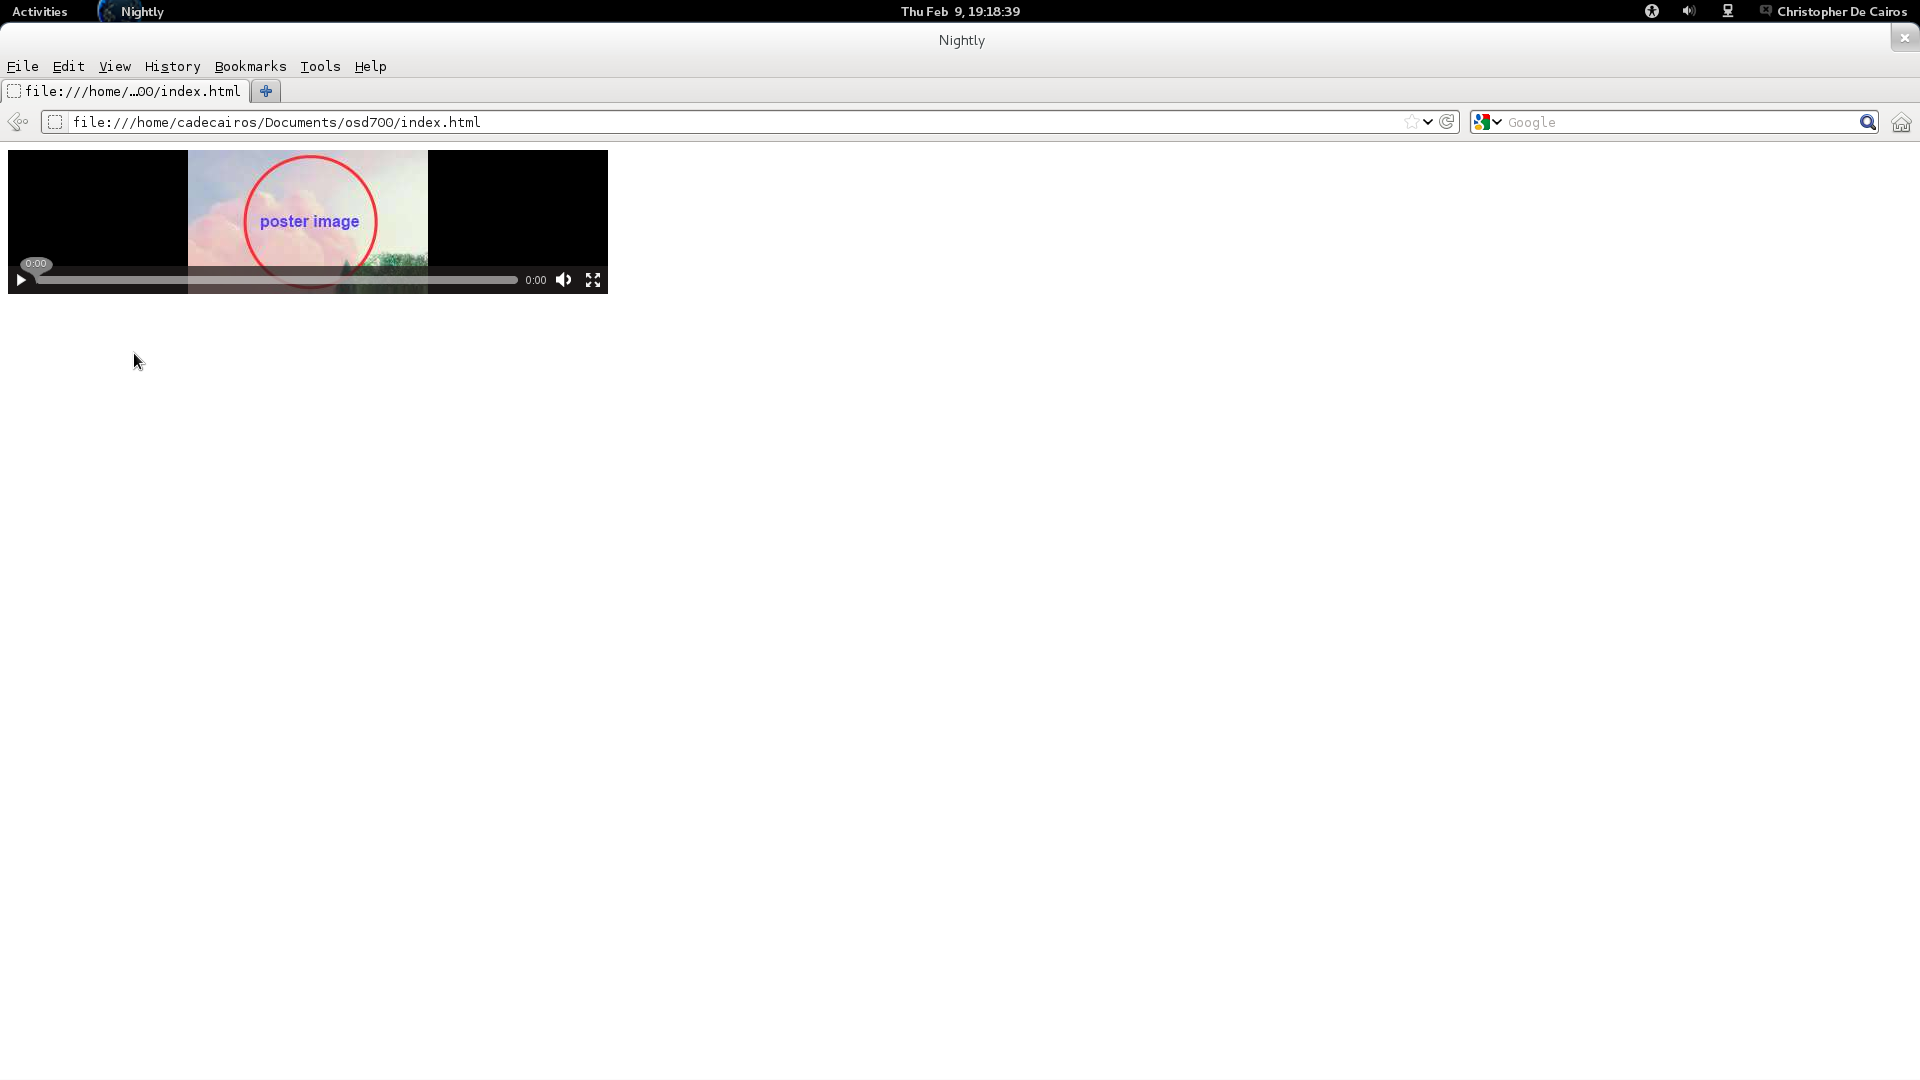 Activities Nightly Thu Feb 9, 19:18:39 Christopher De Cairos
Nightly
File Edit View History Bookmarks Tools Help
file:///home/…00/index.html
file:///home/cadecairos/Documents/osd700/index.html Google
poster image
0:00
0:00